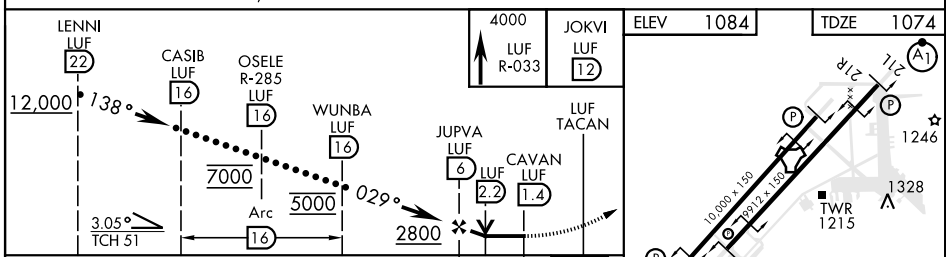 LENNI
LUF
22
12,000
138°
CASIB
LUF
16
OSELE
R-285
LUF
16
7000
WUNBA
LUF
16
5000
029°
3.05°
TCH 51
Arc
16
JUPVA
LUF
6
2800
LUF
2.2
CAVAN
LUF
1.4
LUF
TACAN
4000
LUF
R-033
JOKVI
LUF
12
ELEV 1084
TDZE 1074
A1
21R
21L
P
P
1246
10,000 x 150
9912 x 150
1328
TWR
1215
P
P